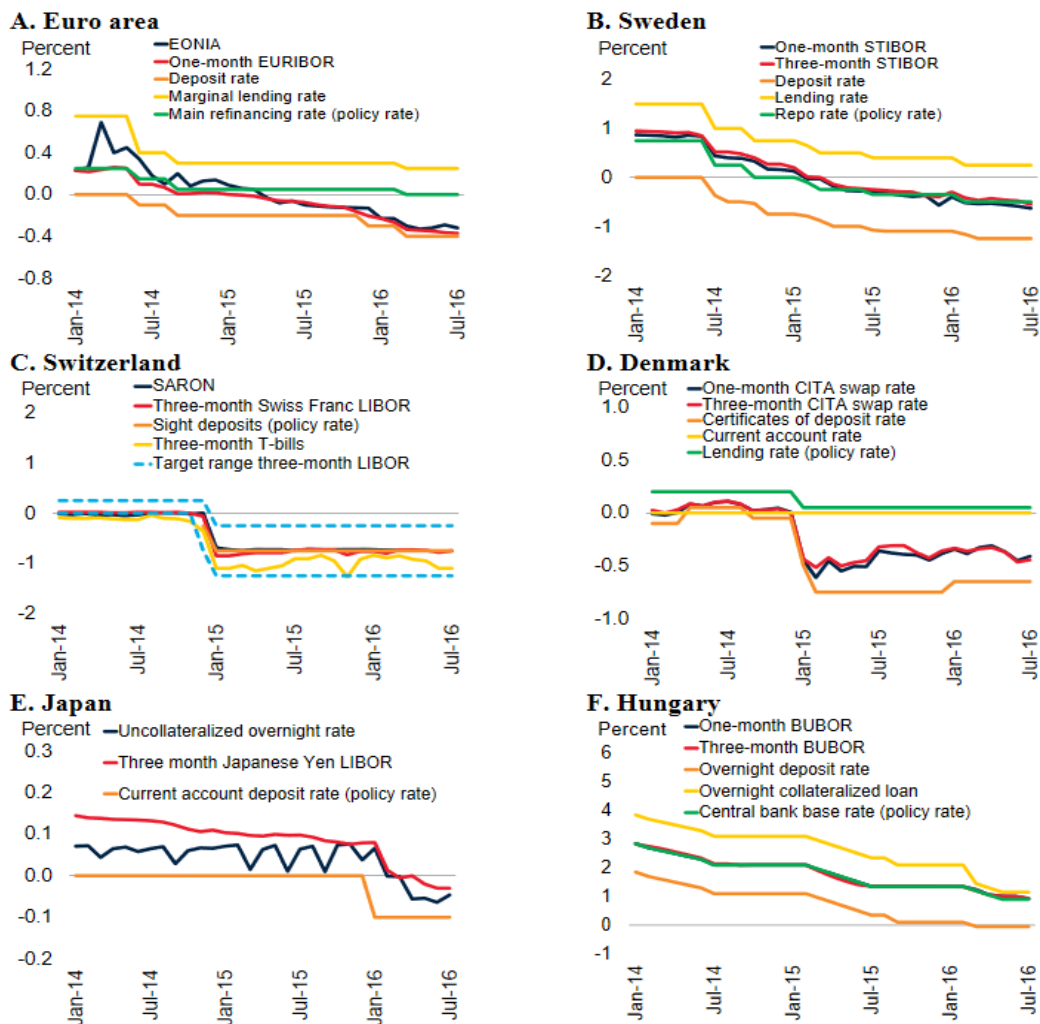 A. Euro area
Percent
EONIA
One-month EURIBOR
Deposit rate
Marginal lending rate
Main refinancing rate (policy rate)
1.2
0.8
0.4
0.0
-0.4
-0.8
Jan-14
Jul-14
Jan-15
Jul-15
Jan-16
Jul-16
B. Sweden
Percent
One-month STIBOR
Three-month STIBOR
Deposit rate
Lending rate
Repo rate (policy rate)
2
1
0
-1
-2
Jan-14
Jul-14
Jan-15
Jul-15
Jan-16
Jul-16
C. Switzerland
Percent
SARON
Three-month Swiss Franc LIBOR
Sight deposits (policy rate)
Three-month T-bills
Target range three-month LIBOR
2
1
0
-1
-2
Jan-14
Jul-14
Jan-15
Jul-15
Jan-16
Jul-16
D. Denmark
Percent
One-month CITA swap rate
Three-month CITA swap rate
Certificates of deposit rate
Current account rate
Lending rate (policy rate)
1.0
0.5
0.0
-0.5
-1.0
Jan-14
Jul-14
Jan-15
Jul-15
Jan-16
Jul-16
E. Japan
Percent
Uncollateralized overnight rate
Three month Japanese Yen LIBOR
Current account deposit rate (policy rate)
0.3
0.2
0.1
0.0
-0.1
-0.2
Jan-14
Jul-14
Jan-15
Jul-15
Jan-16
Jul-16
F. Hungary
Percent
One-month BUBOR
Three-month BUBOR
Overnight deposit rate
Overnight collateralized loan
Central bank base rate (policy rate)
6
5
4
3
2
1
0
-1
Jan-14
Jul-14
Jan-15
Jul-15
Jan-16
Jul-16